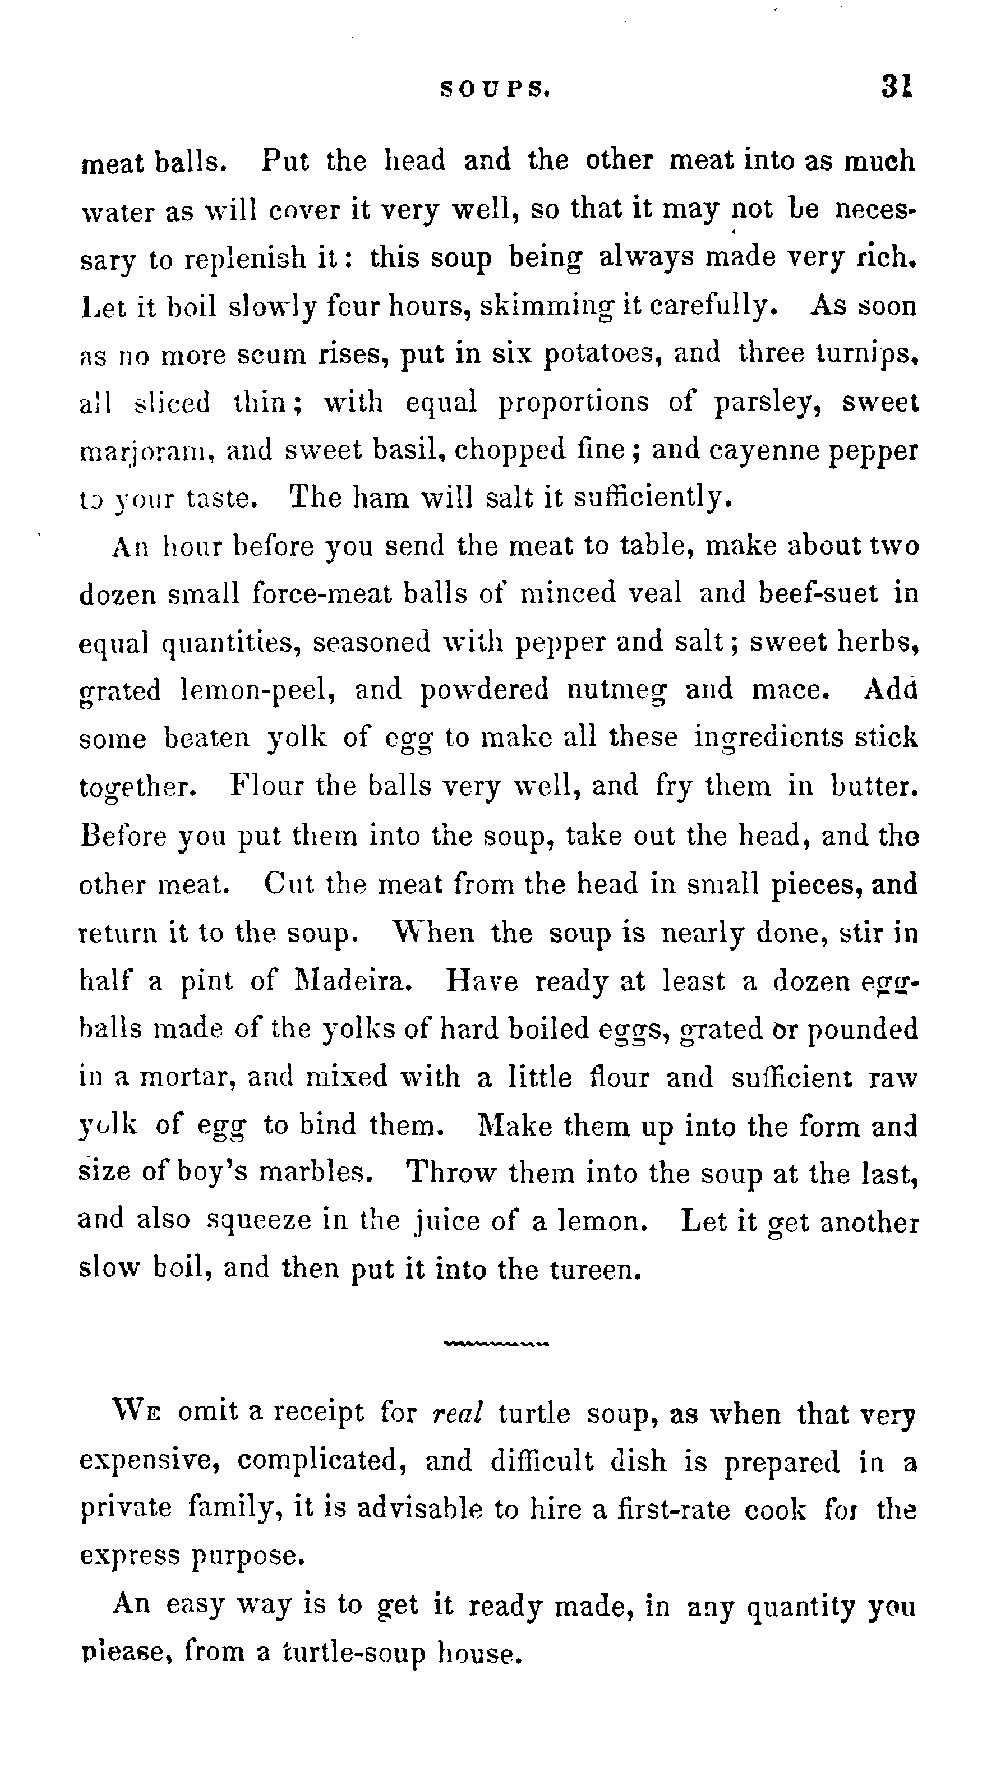 SOUPS. 31
meat balls. Put the head and the other meat into as much
water as will cover it very well, so that it may not be neces-
sary to replenish it: this soup being always made very rich.
Let it boil slowly four hours, skimming it carefully. As soon
as no more scum rises, put in six potatoes, and three turnips,
all sliced thin; with equal proportions of parsley, sweet
marjoram, and sweet basil, chopped fine; and cayenne pepper
to your taste. The ham will salt it sufficiently.
An hour before you send the meat to table, make about two
dozen small force-meat balls of minced veal and beef-suet in
equal quantities, seasoned with pepper and salt; sweet herbs,
grated lemon-peel, and powdered nutmeg and mace. Add
some beaten yolk of egg to make all these ingredients stick
together. Flour the balls very well, and fry them in butter.
Before you put them into the soup, take out the head, and the
other meat. Cut the meat from the head in small pieces, and
return it to the soup. When the soup is nearly done, stir in
half a pint of Madeira. Have ready at least a dozen egg-
balls made of the yolks of hard boiled eggs, grated or pounded
in a mortar, and mixed with a little flour and sufficient raw
yolk of egg to bind them. Make them up into the form and
size of boy's marbles. Throw them into the soup at the last,
and also squeeze in the juice of a lemon. Let it get another
slow boil, and then put it into the tureen.
WE omit a receipt for real turtle soup, as when that very
expensive, complicated, and difficult dish is prepared in a
private family, it is advisable to hire a first-rate cook for the
express purpose.
An easy way is to get it ready made, in any quantity you
please, from a turtle-soup house.